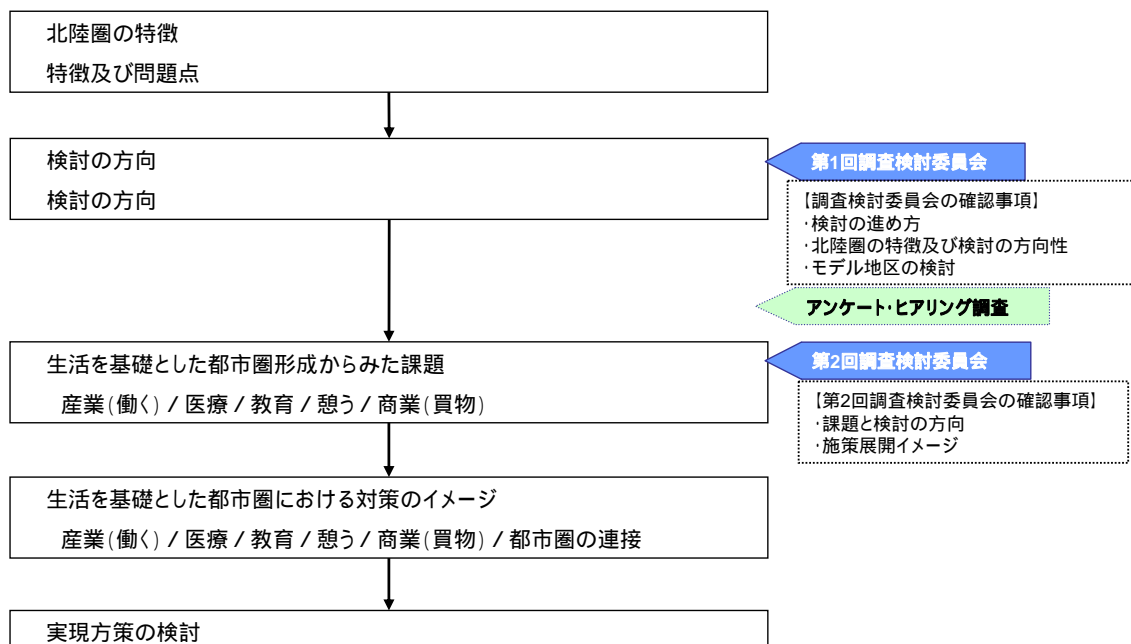 北陸圏の特徴
特徴及び問題点
検討の方向
検討の方向
第1回調査検討委員会
【調査検討委員会の確認事項】
・検討の進め方
・北陸圏の特徴及び検討の方向性
・モデル地区の検討
アンケート・ヒアリング調査
生活を基礎とした都市圏形成からみた課題
産業(働く) / 医療 / 教育 / 憩う / 商業(買物)
第2回調査検討委員会
【第2回調査検討委員会の確認事項】
・課題と検討の方向
・施策展開イメージ
生活を基礎とした都市圏における対策のイメージ
産業(働く) / 医療 / 教育 / 憩う / 商業(買物) / 都市圏の連接
実現方策の検討